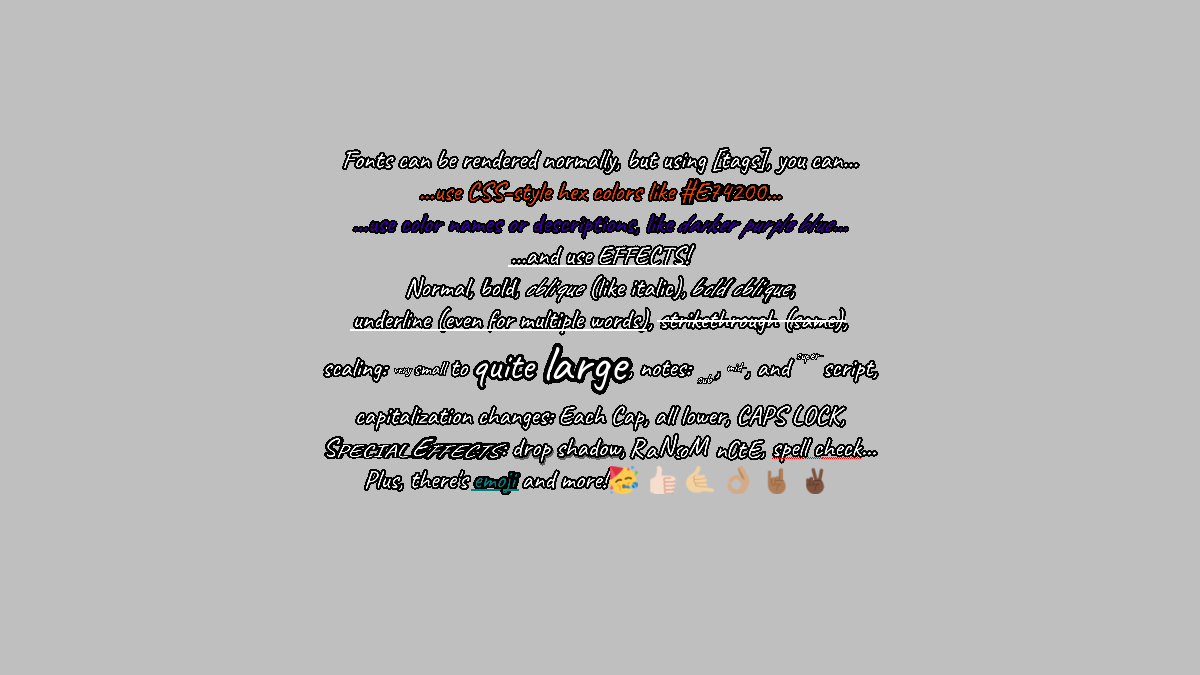 Fonts can be rendered normally, but using [tags], you can...
...use CSS-style hex colors like #E74200...
...use color names or descriptions, like darker purple blue...
...and use EFFECTS!
Normal, bold, oblique (like italic), bold oblique,
underline (even for multiple words), strikethrough (same),
scaling: very small to quite large, notes: sub-, mid-, and super-script,
capitalization changes: Each Cap, all lower, CAPS LOCK,
SPECIAL EFFECTS: drop shadow, RaNsoM nOtE, spell check...
Plus, there's emoji and more!🥳 👍🏻 🤙🏼 👌🏽 🤘🏾 ✌🏿